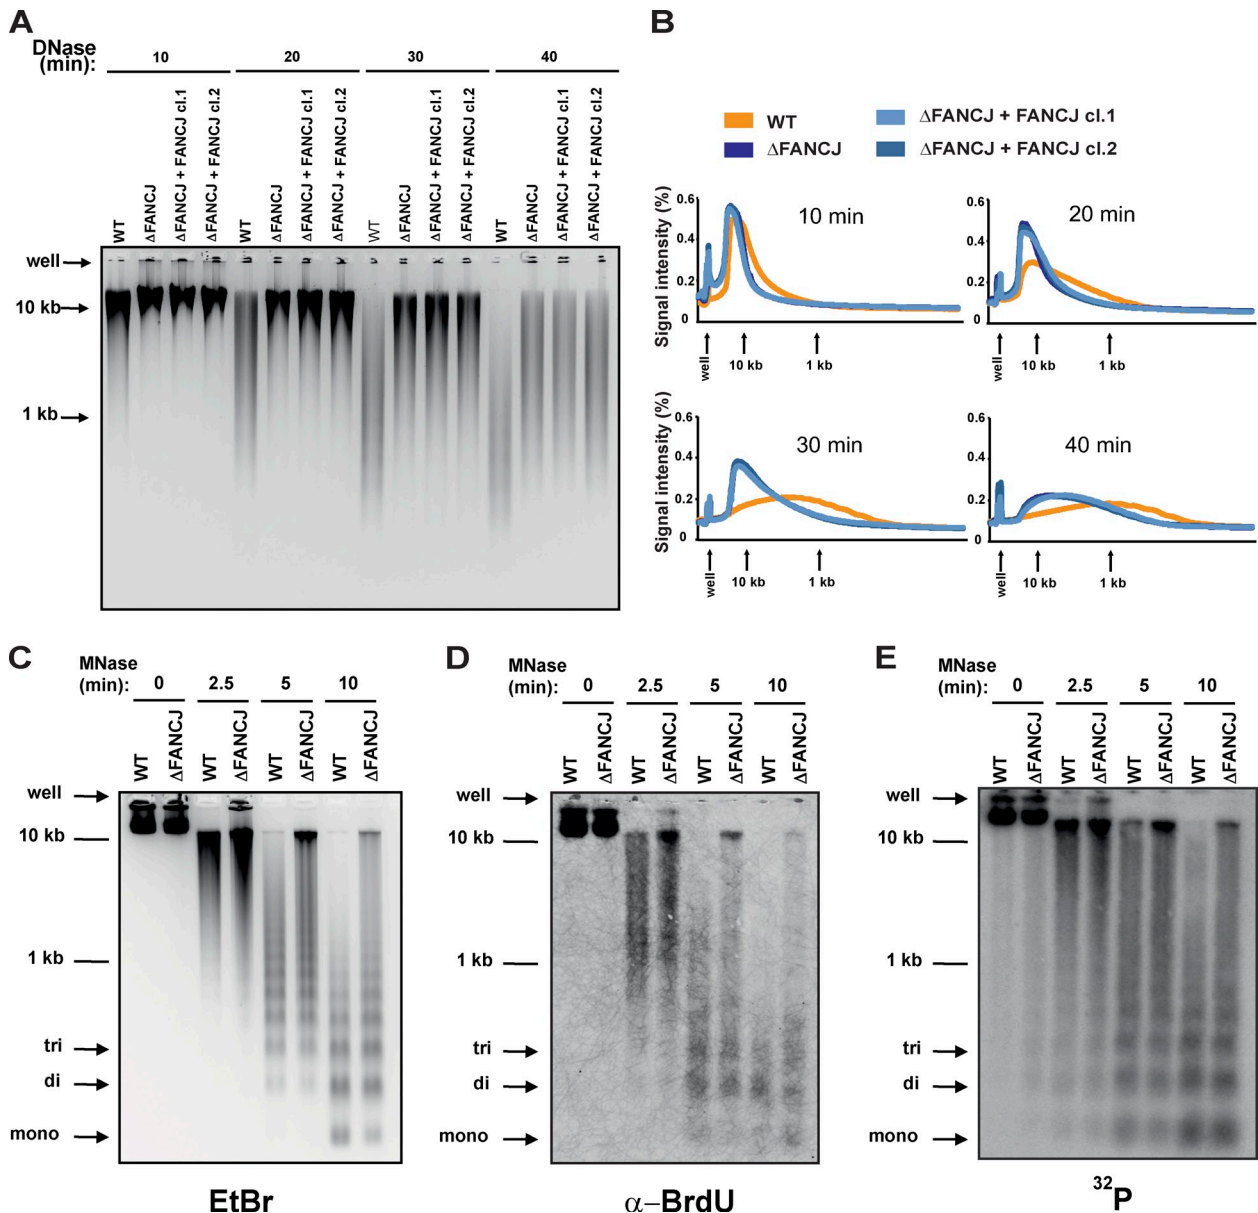 A
DNase
(min):
10
20
30
40
WT
ΔFANCJ
ΔFANCJ + FANCJ cl.1
ΔFANCJ + FANCJ cl.2
WT
ΔFANCJ
ΔFANCJ + FANCJ cl.1
ΔFANCJ + FANCJ cl.2
WT
ΔFANCJ
ΔFANCJ + FANCJ cl.1
ΔFANCJ + FANCJ cl.2
WT
ΔFANCJ
ΔFANCJ + FANCJ cl.1
ΔFANCJ + FANCJ cl.2
well
10 kb
1 kb
B
WT
ΔFANCJ
ΔFANCJ + FANCJ cl.1
ΔFANCJ + FANCJ cl.2
Signal intensity (%)
0.6
0.4
0.2
0
10 min
well
10 kb
1 kb
0.6
0.4
0.2
0
20 min
well
10 kb
1 kb
Signal intensity (%)
0.6
0.4
0.2
0
30 min
well
10 kb
1 kb
0.6
0.4
0.2
0
40 min
well
10 kb
1 kb
C
MNase
(min):
0
2.5
5
10
WT
ΔFANCJ
WT
ΔFANCJ
WT
ΔFANCJ
WT
ΔFANCJ
well
10 kb
1 kb
tri
di
mono
EtBr
D
MNase
(min):
0
2.5
5
10
WT
ΔFANCJ
WT
ΔFANCJ
WT
ΔFANCJ
WT
ΔFANCJ
well
10 kb
1 kb
tri
di
mono
α–BrdU
E
MNase
(min):
0
2.5
5
10
WT
ΔFANCJ
WT
ΔFANCJ
WT
ΔFANCJ
WT
ΔFANCJ
well
10 kb
1 kb
tri
di
mono
³²P